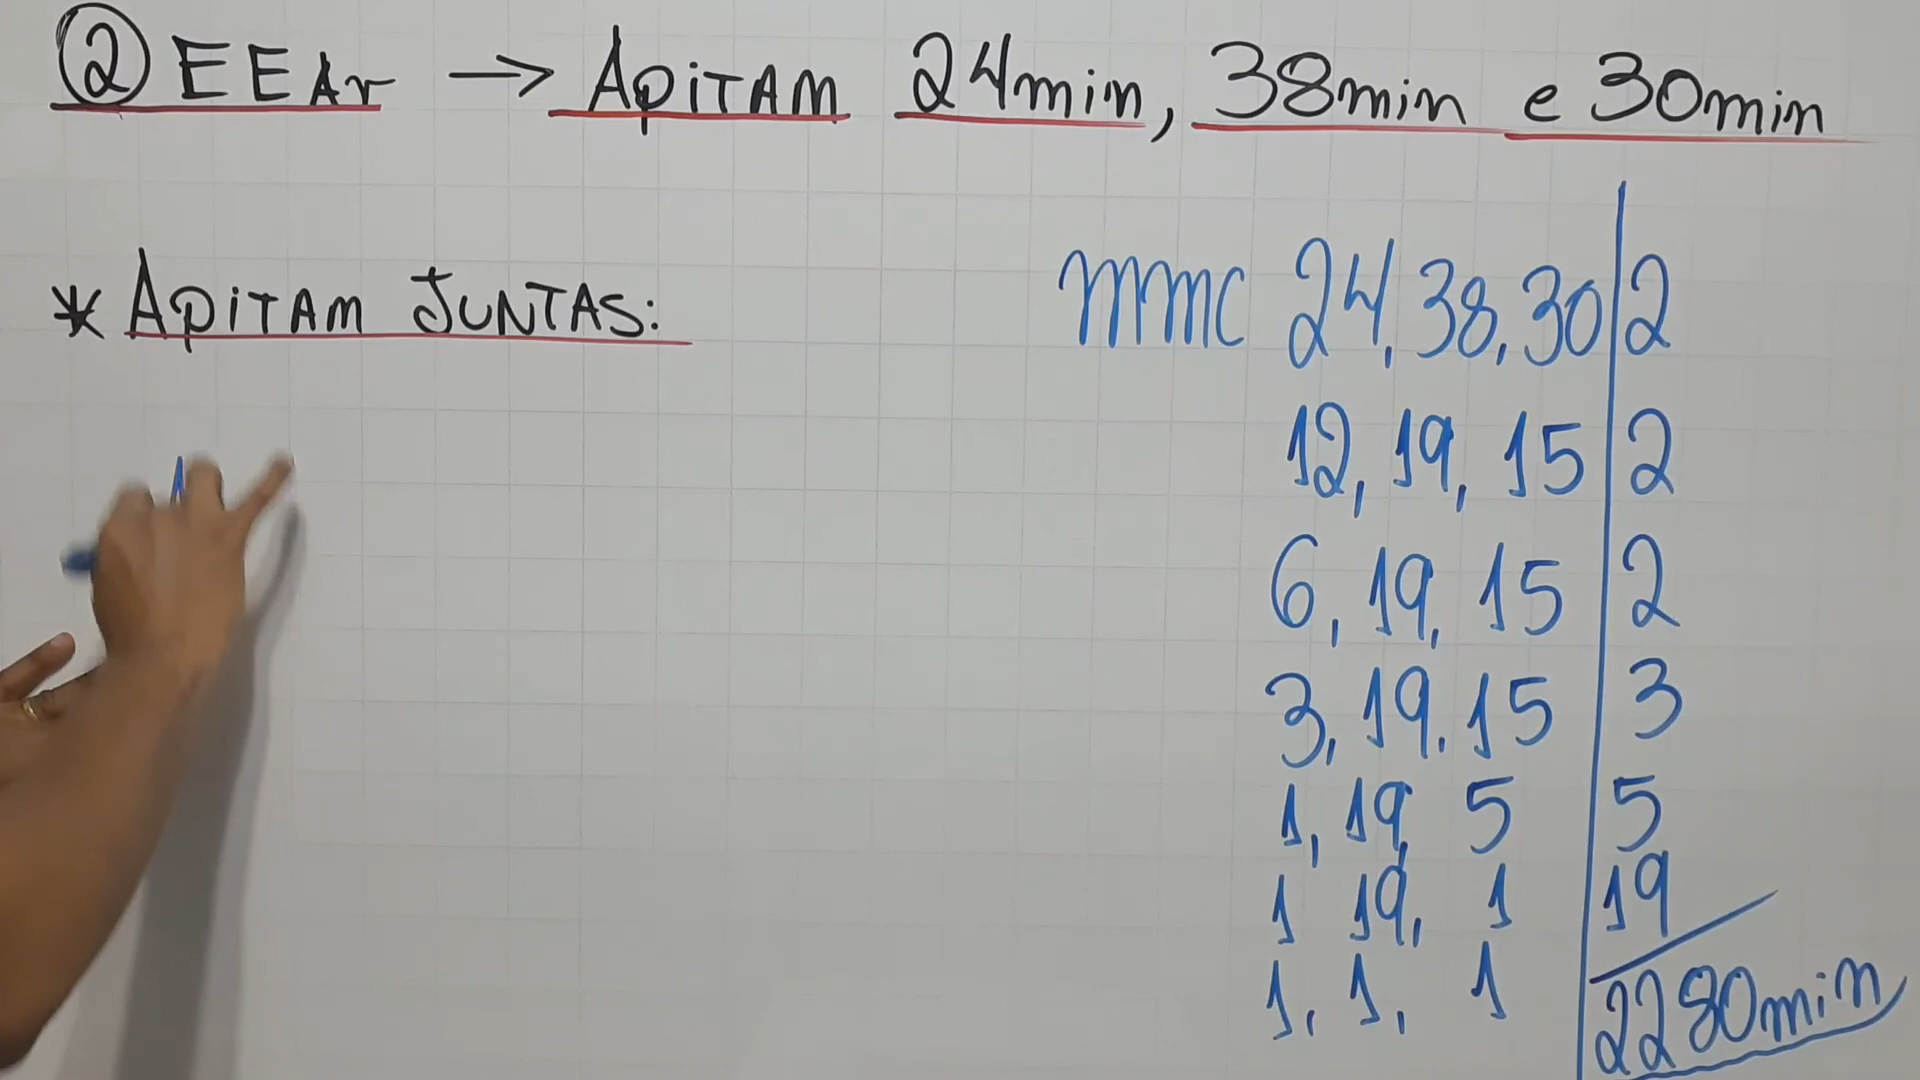 ② EEAr → Apitam 24min, 38min e 30min
* Apitam Juntas:
mmc 24, 38, 30 | 2
12, 19, 15 | 2
6, 19, 15 | 2
3, 19. 15 | 3
1, 19, 5 | 5
1 19, 1 | 19
1, 1, 1 | 2280min